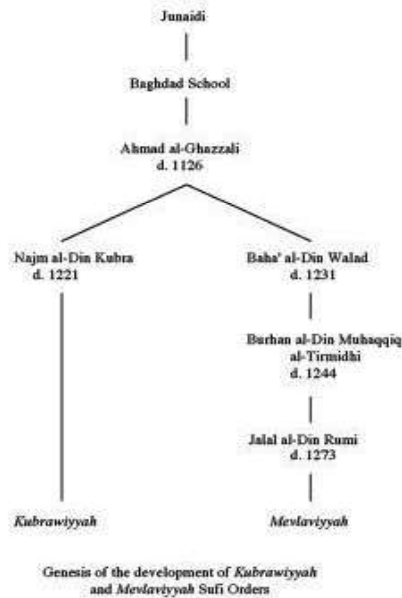 Junaidi
Baghdad School
Ahmad al-Ghazzali
d. 1126
Najm al-Din Kubra
d. 1221
Baha' al-Din Walad
d. 1231
Burhan al-Din Muhaqqiq
al-Tirmidhi
d. 1244
Jalal al-Din Rumi
d. 1273
Kubrawiyyah
Mevlaviyyah
Genesis of the development of Kubrawiyyah
and Mevlaviyyah Sufi Orders